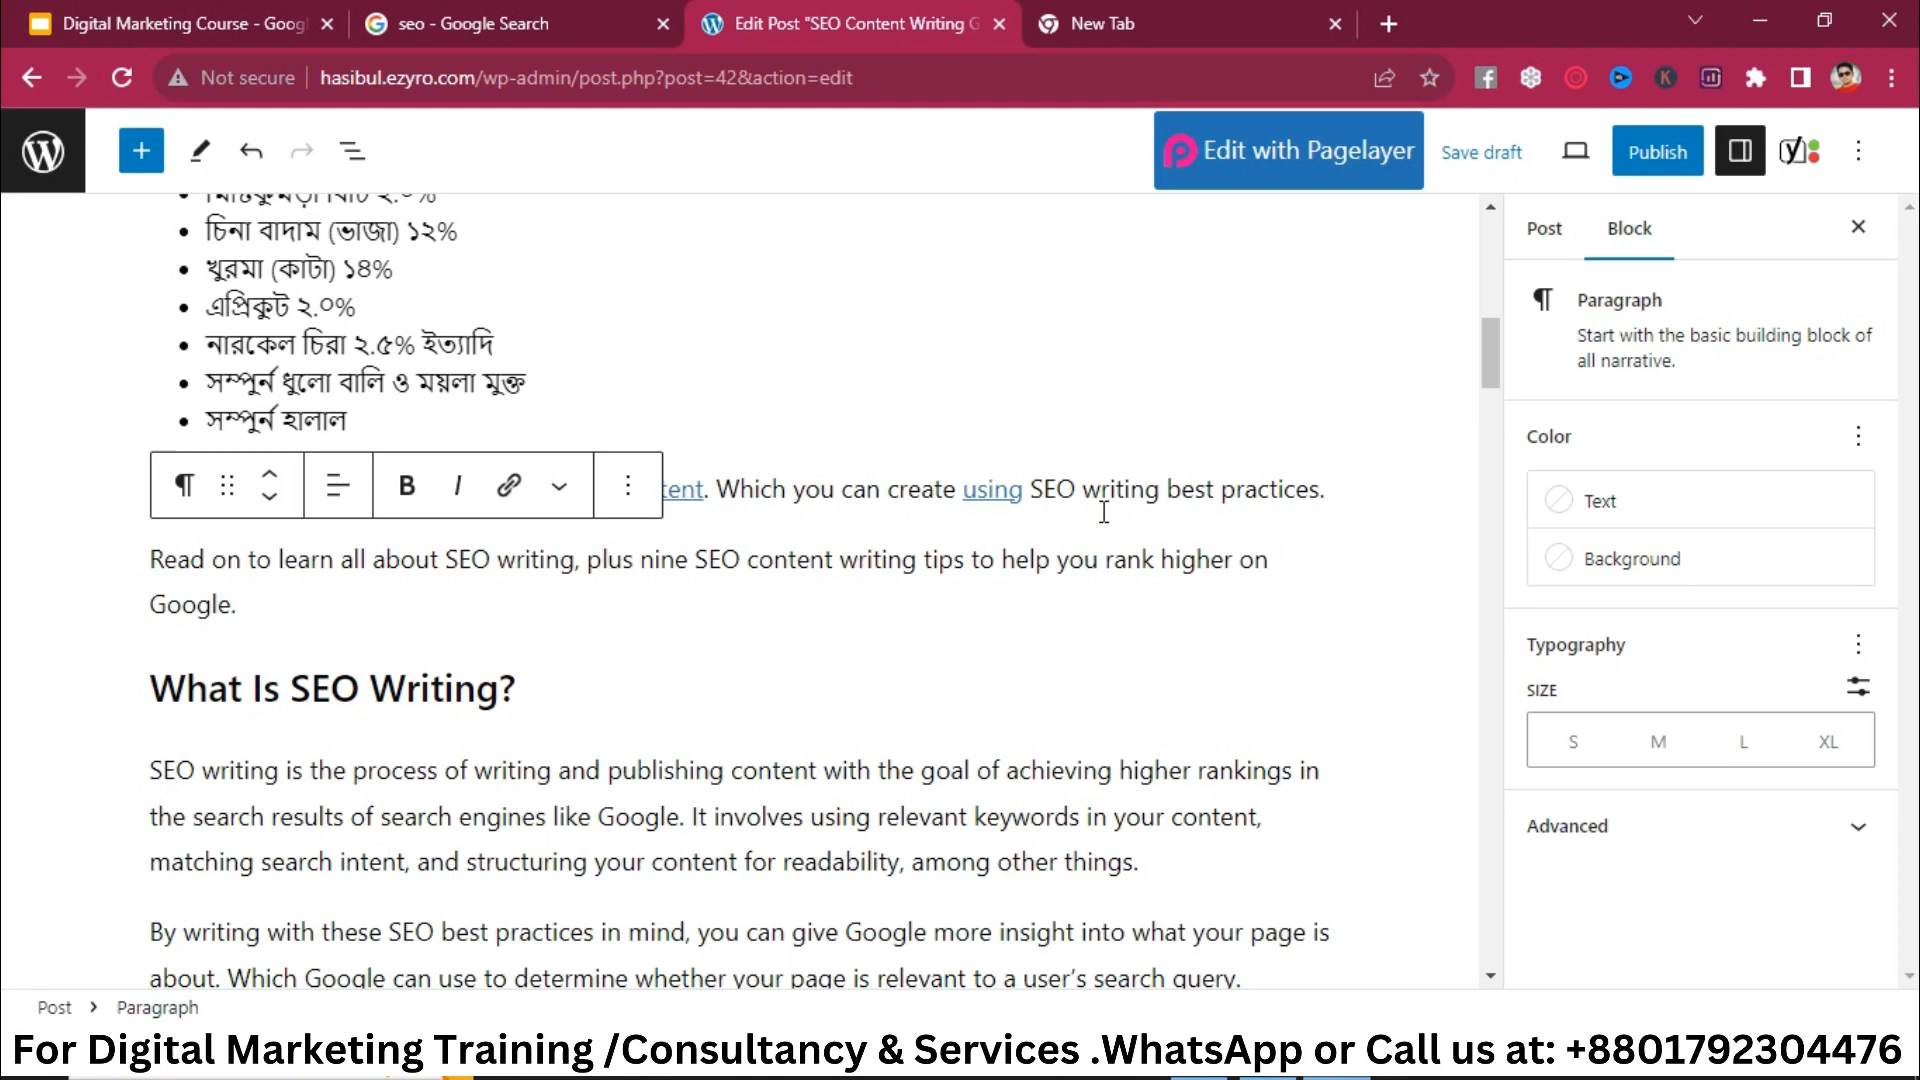 Digital Marketing Course - Goog
seo - Google Search
Edit Post "SEO Content Writing G
New Tab
Not secure
hasibul.ezyro.com/wp-admin/post.php?post=42&action=edit
Edit with Pagelayer
Save draft
Publish
চিনা বাদাম (ভাজা) ১২%
খুরমা (কাটা) ১৪%
এপ্রিকুট ২.০%
নারকেল চিরা ২.৫% ইত্যাদি
সম্পুর্ন ধুলো বালি ও ময়লা মুক্ত
সম্পুর্ন হালাল
B I
tent. Which you can create using SEO writing best practices.
Read on to learn all about SEO writing, plus nine SEO content writing tips to help you rank higher on
Google.
What Is SEO Writing?
SEO writing is the process of writing and publishing content with the goal of achieving higher rankings in
the search results of search engines like Google. It involves using relevant keywords in your content,
matching search intent, and structuring your content for readability, among other things.
By writing with these SEO best practices in mind, you can give Google more insight into what your page is
about. Which Google can use to determine whether your page is relevant to a user's search query.
Post
Block
Paragraph
Start with the basic building block of
all narrative.
Color
Text
Background
Typography
SIZE
S M L XL
Advanced
Post
Paragraph
For Digital Marketing Training /Consultancy & Services .WhatsApp or Call us at: +8801792304476